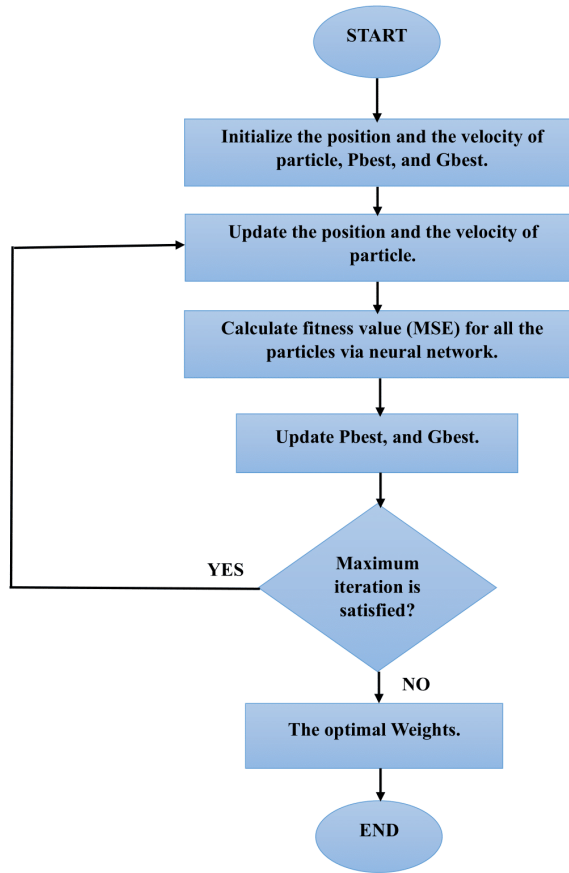 START
Initialize the position and the velocity of
particle, Pbest, and Gbest.
Update the position and the velocity of
particle.
Calculate fitness value (MSE) for all the
particles via neural network.
Update Pbest, and Gbest.
YES
Maximum
iteration is
satisfied?
NO
The optimal Weights.
END